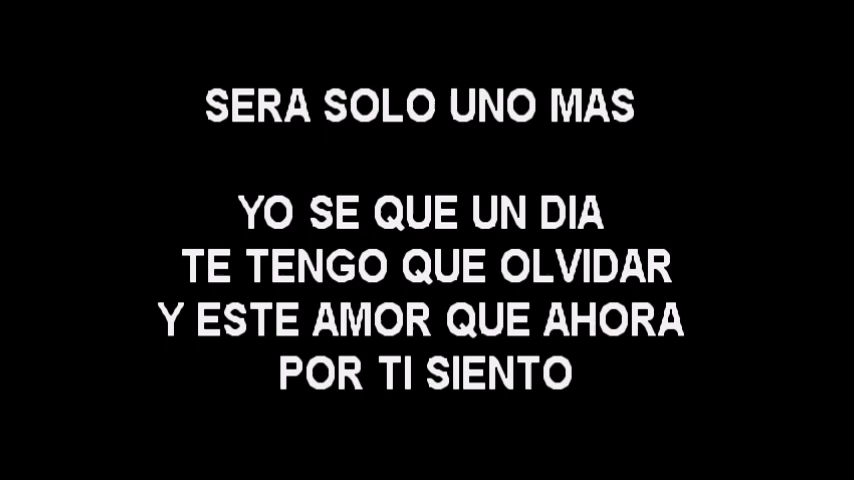 SERA SOLO UNO MAS
YO SE QUE UN DIA
TE TENGO QUE OLVIDAR
Y ESTE AMOR QUE AHORA
POR TI SIENTO